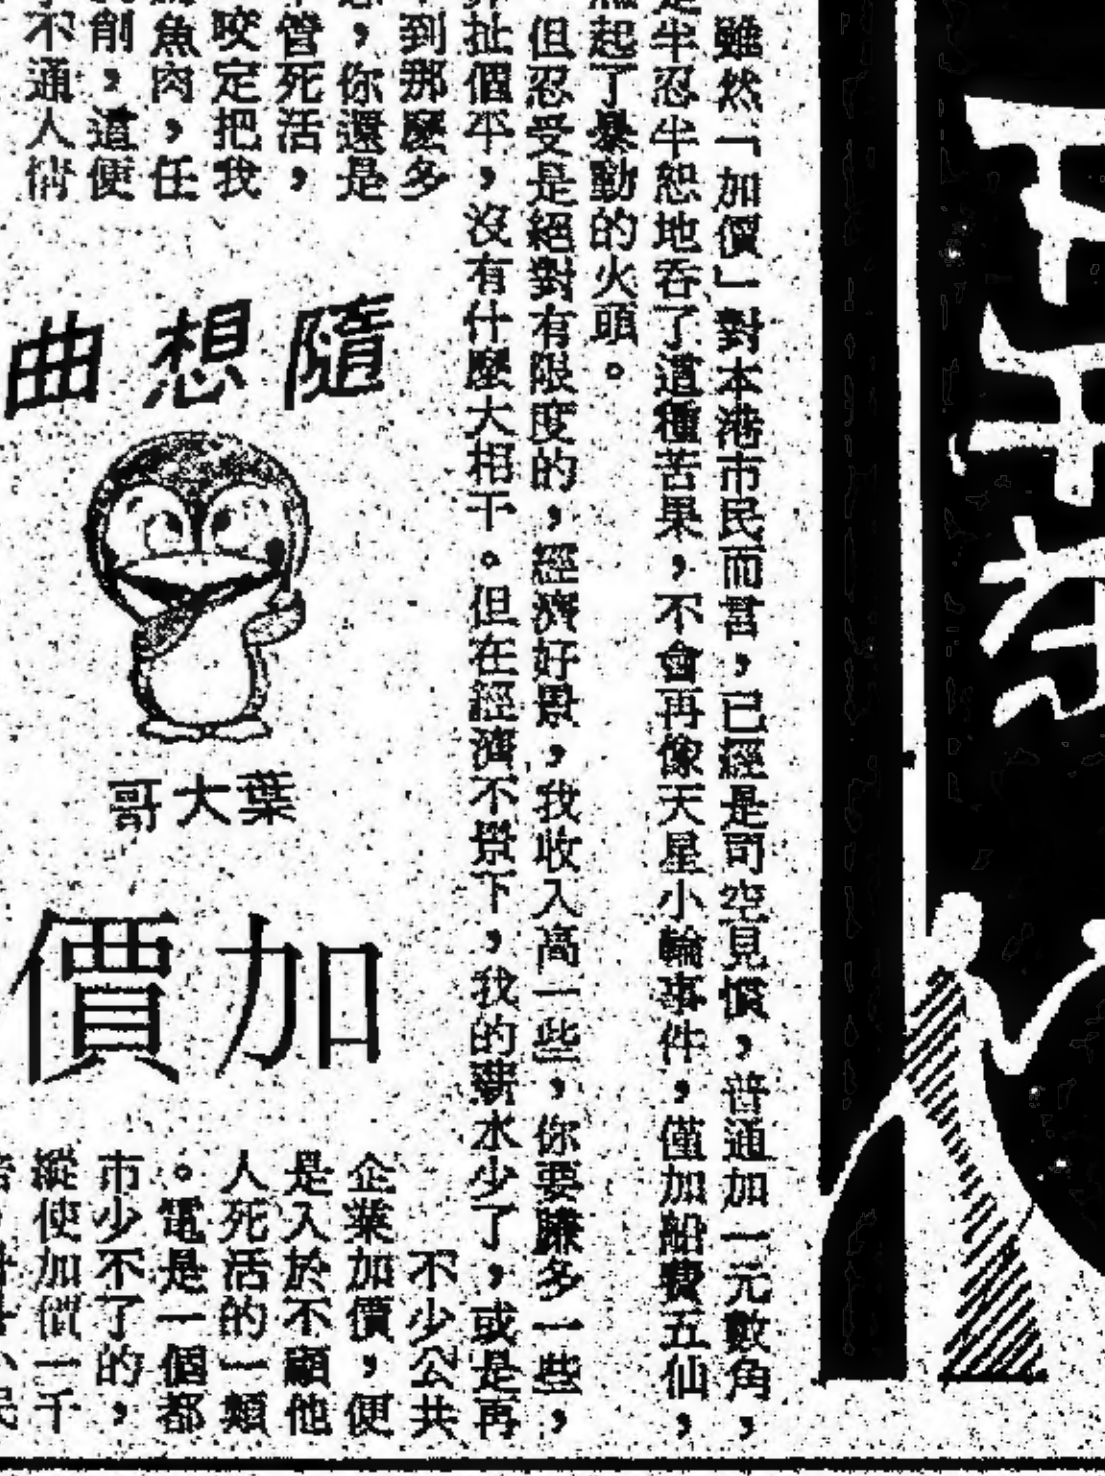 雖然「加價」對本港市民而言，已經是司空見慣，普通加一元數角，
是半忍半恕地吞了這種苦果，不會再像天星小輪事件，僅加船費五仙，
起了暴動的火頭。
但忍受是絕對有限度的，經濟好景，我收入高一些，你要賺多一些，
扯個平，沒有什麼大相干。但在經濟不景下，我的薪水少了，或是再
到那麼多
，你還是
管死活，
咬定把我
魚肉，任
削，這便
不通人情
隨想曲
葉大哥
加價
不少公共
企業加價，便
是入於不顧他
人死活的一類
。電是一個都
市少不了的，
縱使加價一千